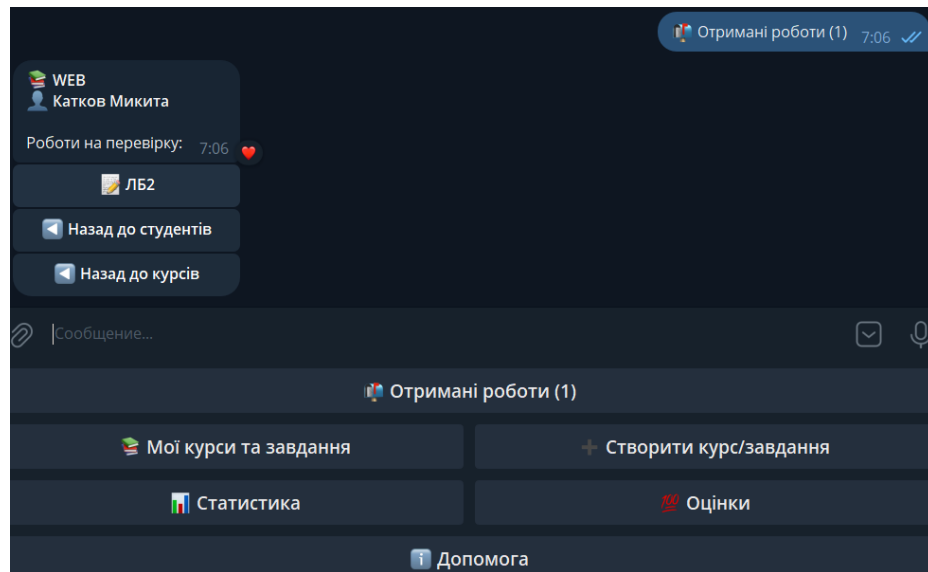 📬 Отримані роботи (1) 7:06
📚 WEB
👤 Катков Микита
Роботи на перевірку: 7:06
📝 ЛБ2
◀️ Назад до студентів
◀️ Назад до курсів
Сообщение...
📬 Отримані роботи (1)
📚 Мої курси та завдання
➕ Створити курс/завдання
📊 Статистика
💯 Оцінки
ℹ️ Допомога